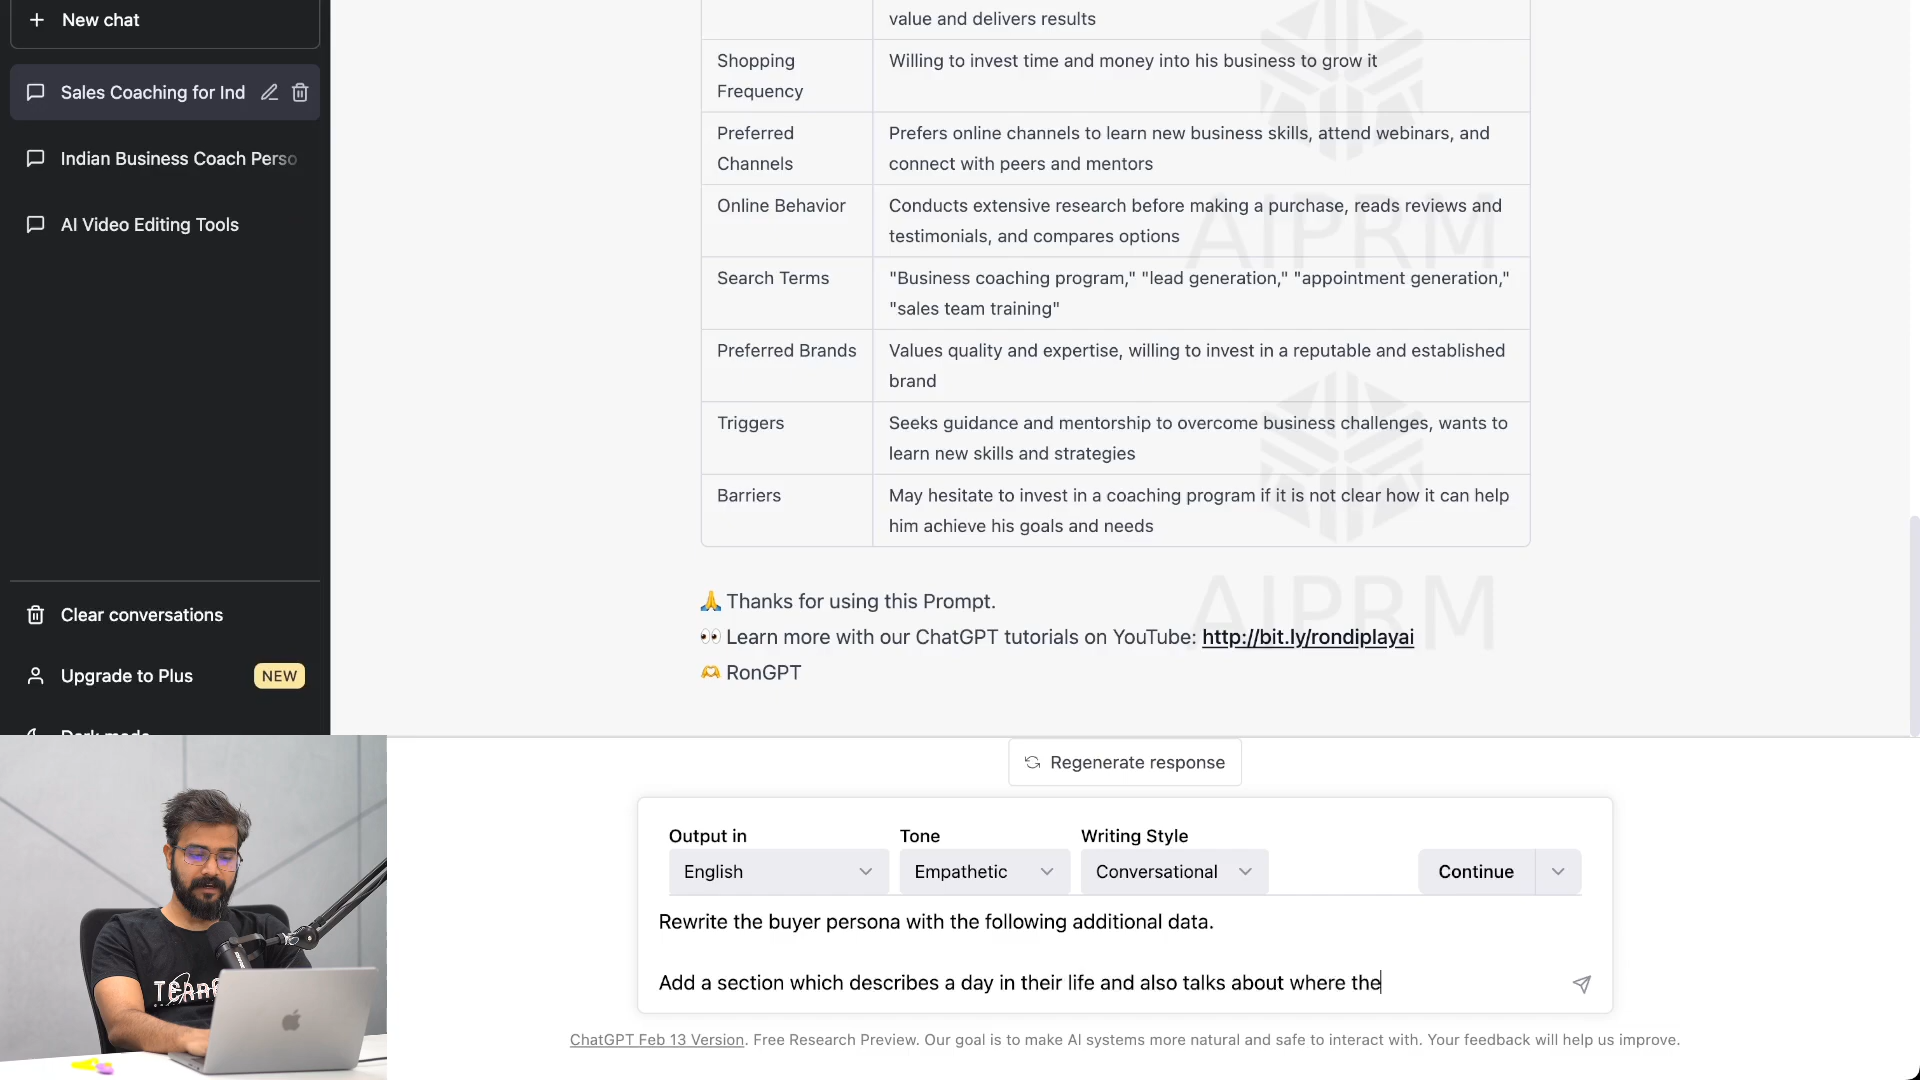 New chat
Sales Coaching for Ind
Indian Business Coach Perso
AI Video Editing Tools
Clear conversations
Upgrade to Plus NEW
Dark mode
value and delivers results
Shopping Frequency
Willing to invest time and money into his business to grow it
Preferred Channels
Prefers online channels to learn new business skills, attend webinars, and
connect with peers and mentors
Online Behavior
Conducts extensive research before making a purchase, reads reviews and
testimonials, and compares options
Search Terms
"Business coaching program," "lead generation," "appointment generation,"
"sales team training"
Preferred Brands
Values quality and expertise, willing to invest in a reputable and established
brand
Triggers
Seeks guidance and mentorship to overcome business challenges, wants to
learn new skills and strategies
Barriers
May hesitate to invest in a coaching program if it is not clear how it can help
him achieve his goals and needs
AIPRM
AIPRM
🙏 Thanks for using this Prompt.
👀 Learn more with our ChatGPT tutorials on YouTube: http://bit.ly/rondiplayai
🫶 RonGPT
Regenerate response
Output in Tone Writing Style
English Empathetic Conversational Continue
Rewrite the buyer persona with the following additional data.
Add a section which describes a day in their life and also talks about where the
ChatGPT Feb 13 Version. Free Research Preview. Our goal is to make AI systems more natural and safe to interact with. Your feedback will help us improve.